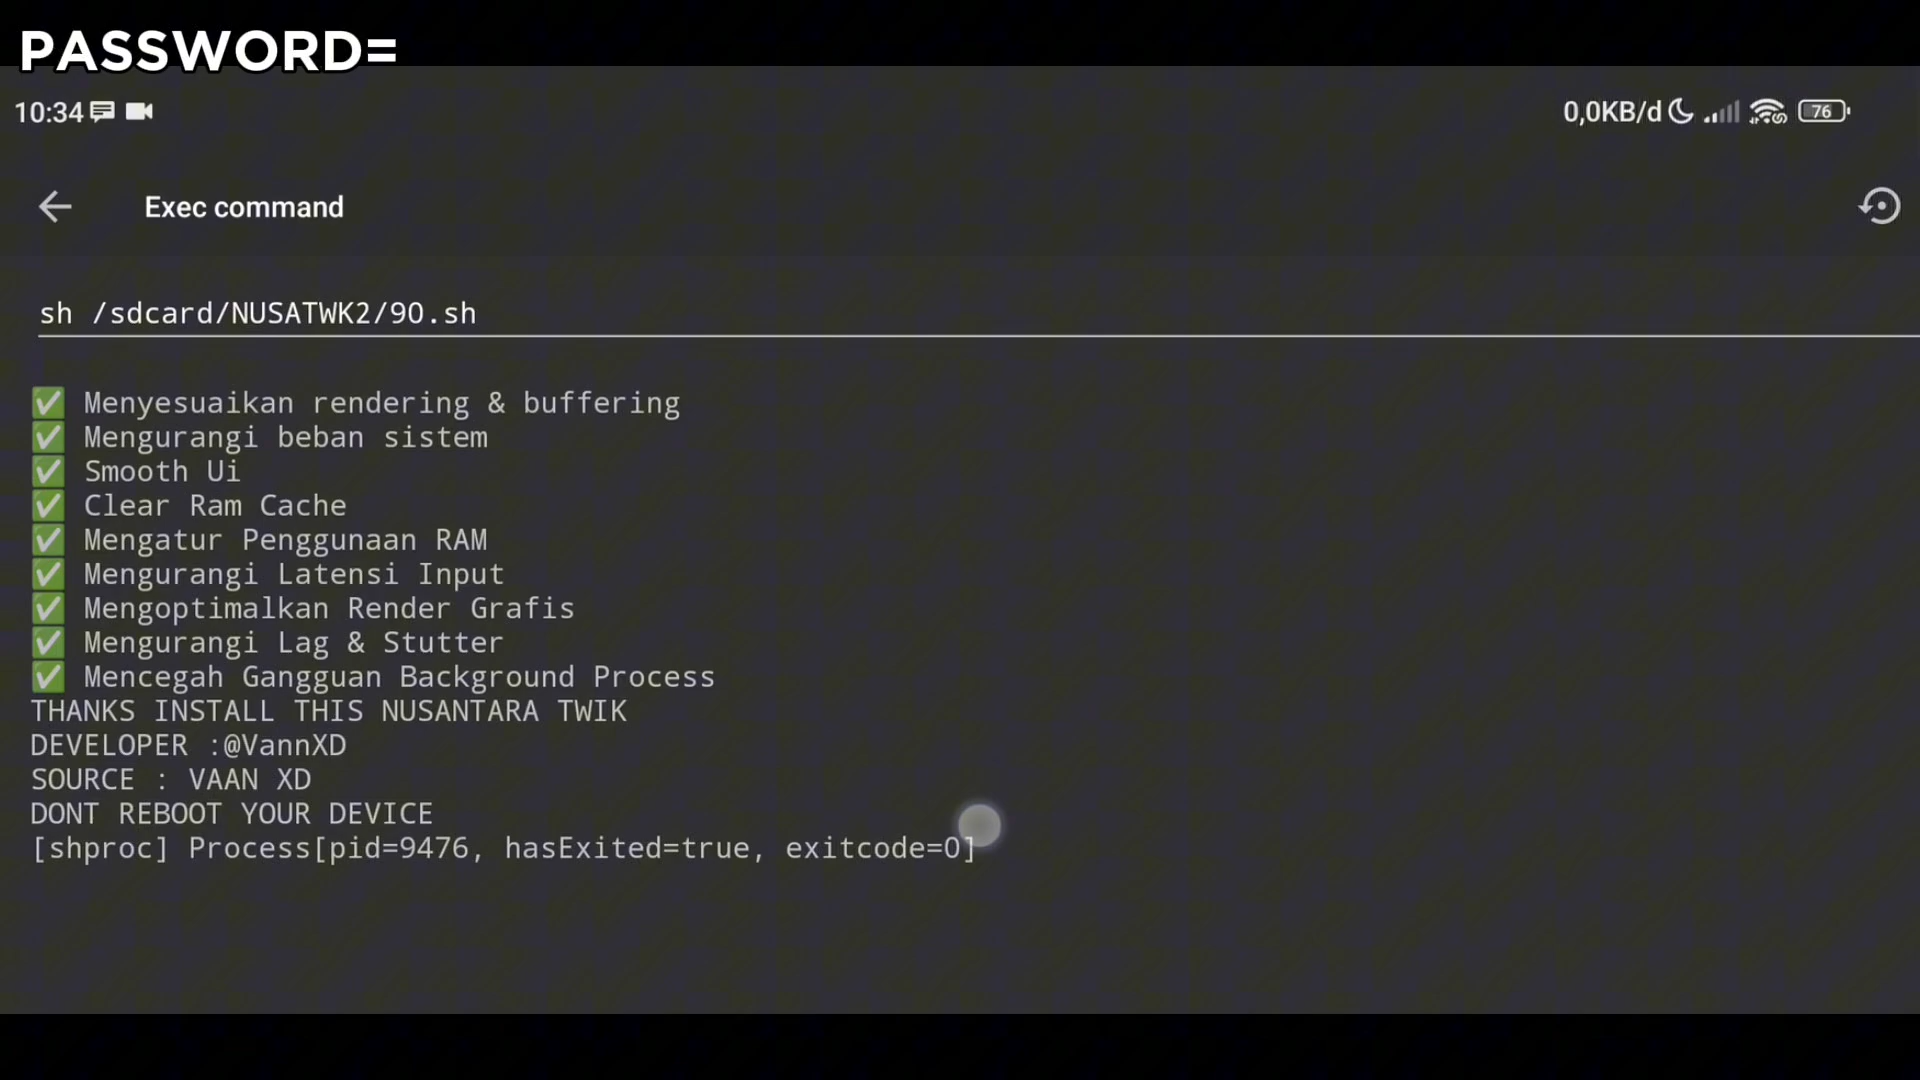 PASSWORD=
10:34 0,0KB/d 76
Exec command
sh /sdcard/NUSATWK2/90.sh
✅ Menyesuaikan rendering & buffering
✅ Mengurangi beban sistem
✅ Smooth Ui
✅ Clear Ram Cache
✅ Mengatur Penggunaan RAM
✅ Mengurangi Latensi Input
✅ Mengoptimalkan Render Grafis
✅ Mengurangi Lag & Stutter
✅ Mencegah Gangguan Background Process
THANKS INSTALL THIS NUSANTARA TWIK
DEVELOPER :@VannXD
SOURCE : VAAN XD
DONT REBOOT YOUR DEVICE
[shproc] Process[pid=9476, hasExited=true, exitcode=0]